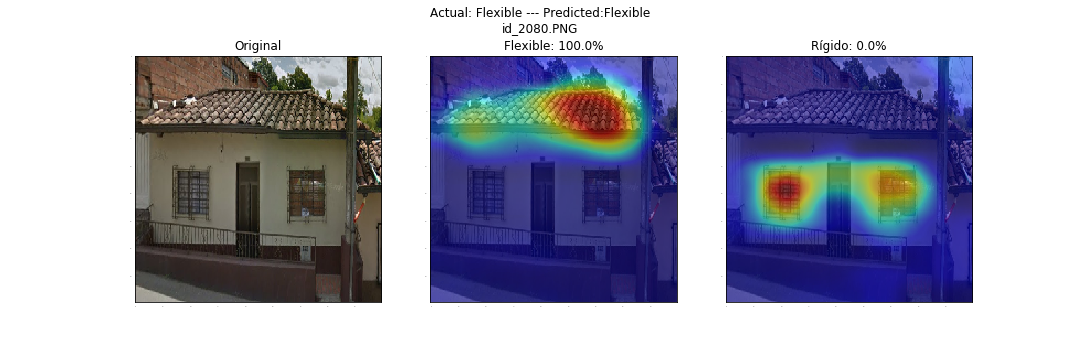 Actual: Flexible --- Predicted:Flexible
id_2080.PNG
Original
Flexible: 100.0%
Rígido: 0.0%